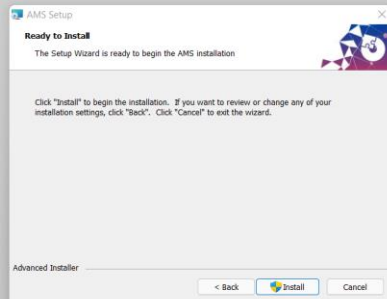 AMS Setup
Ready to Install
The Setup Wizard is ready to begin the AMS installation
Click "Install" to begin the installation. If you want to review or change any of your
installation settings, click "Back". Click "Cancel" to exit the wizard.
Advanced Installer
< Back Install Cancel